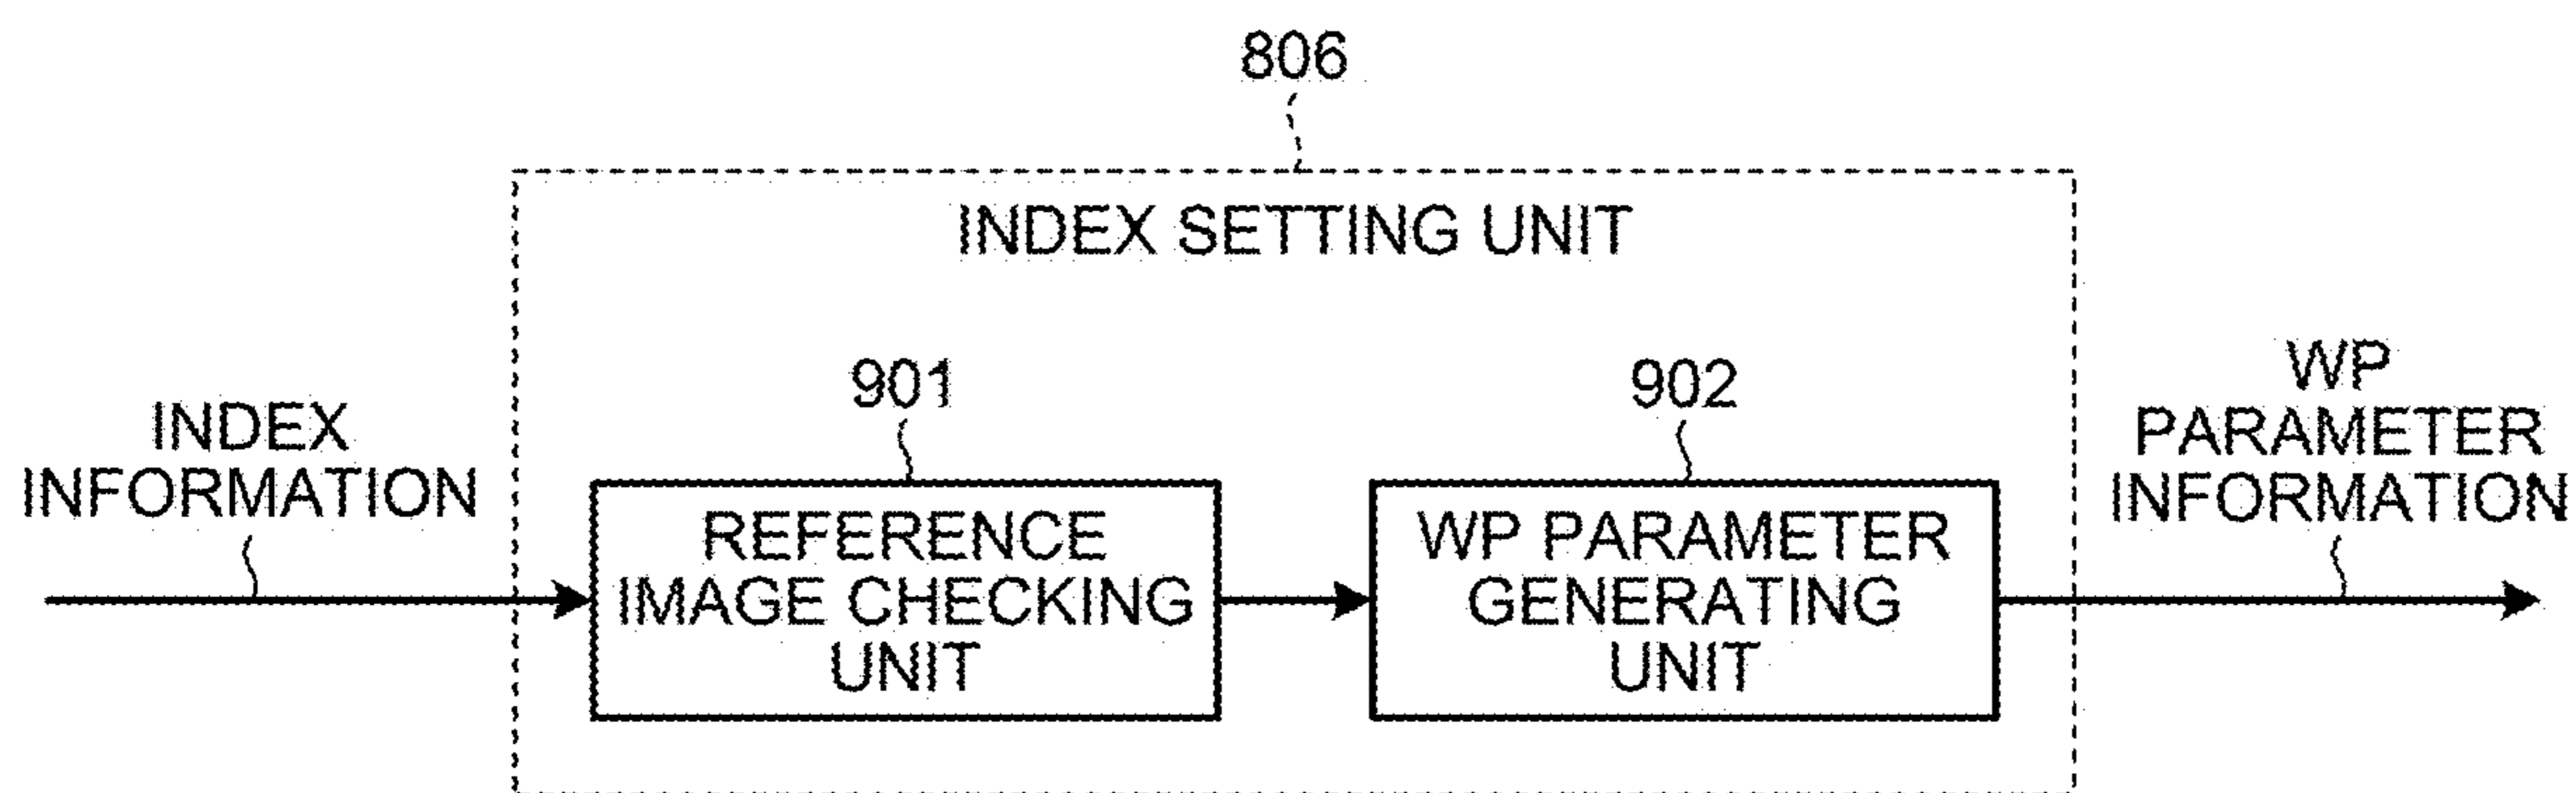 806
INDEX SETTING UNIT
901
902
INDEX
INFORMATION
REFERENCE
IMAGE CHECKING
UNIT
WP PARAMETER
GENERATING
UNIT
WP
PARAMETER
INFORMATION